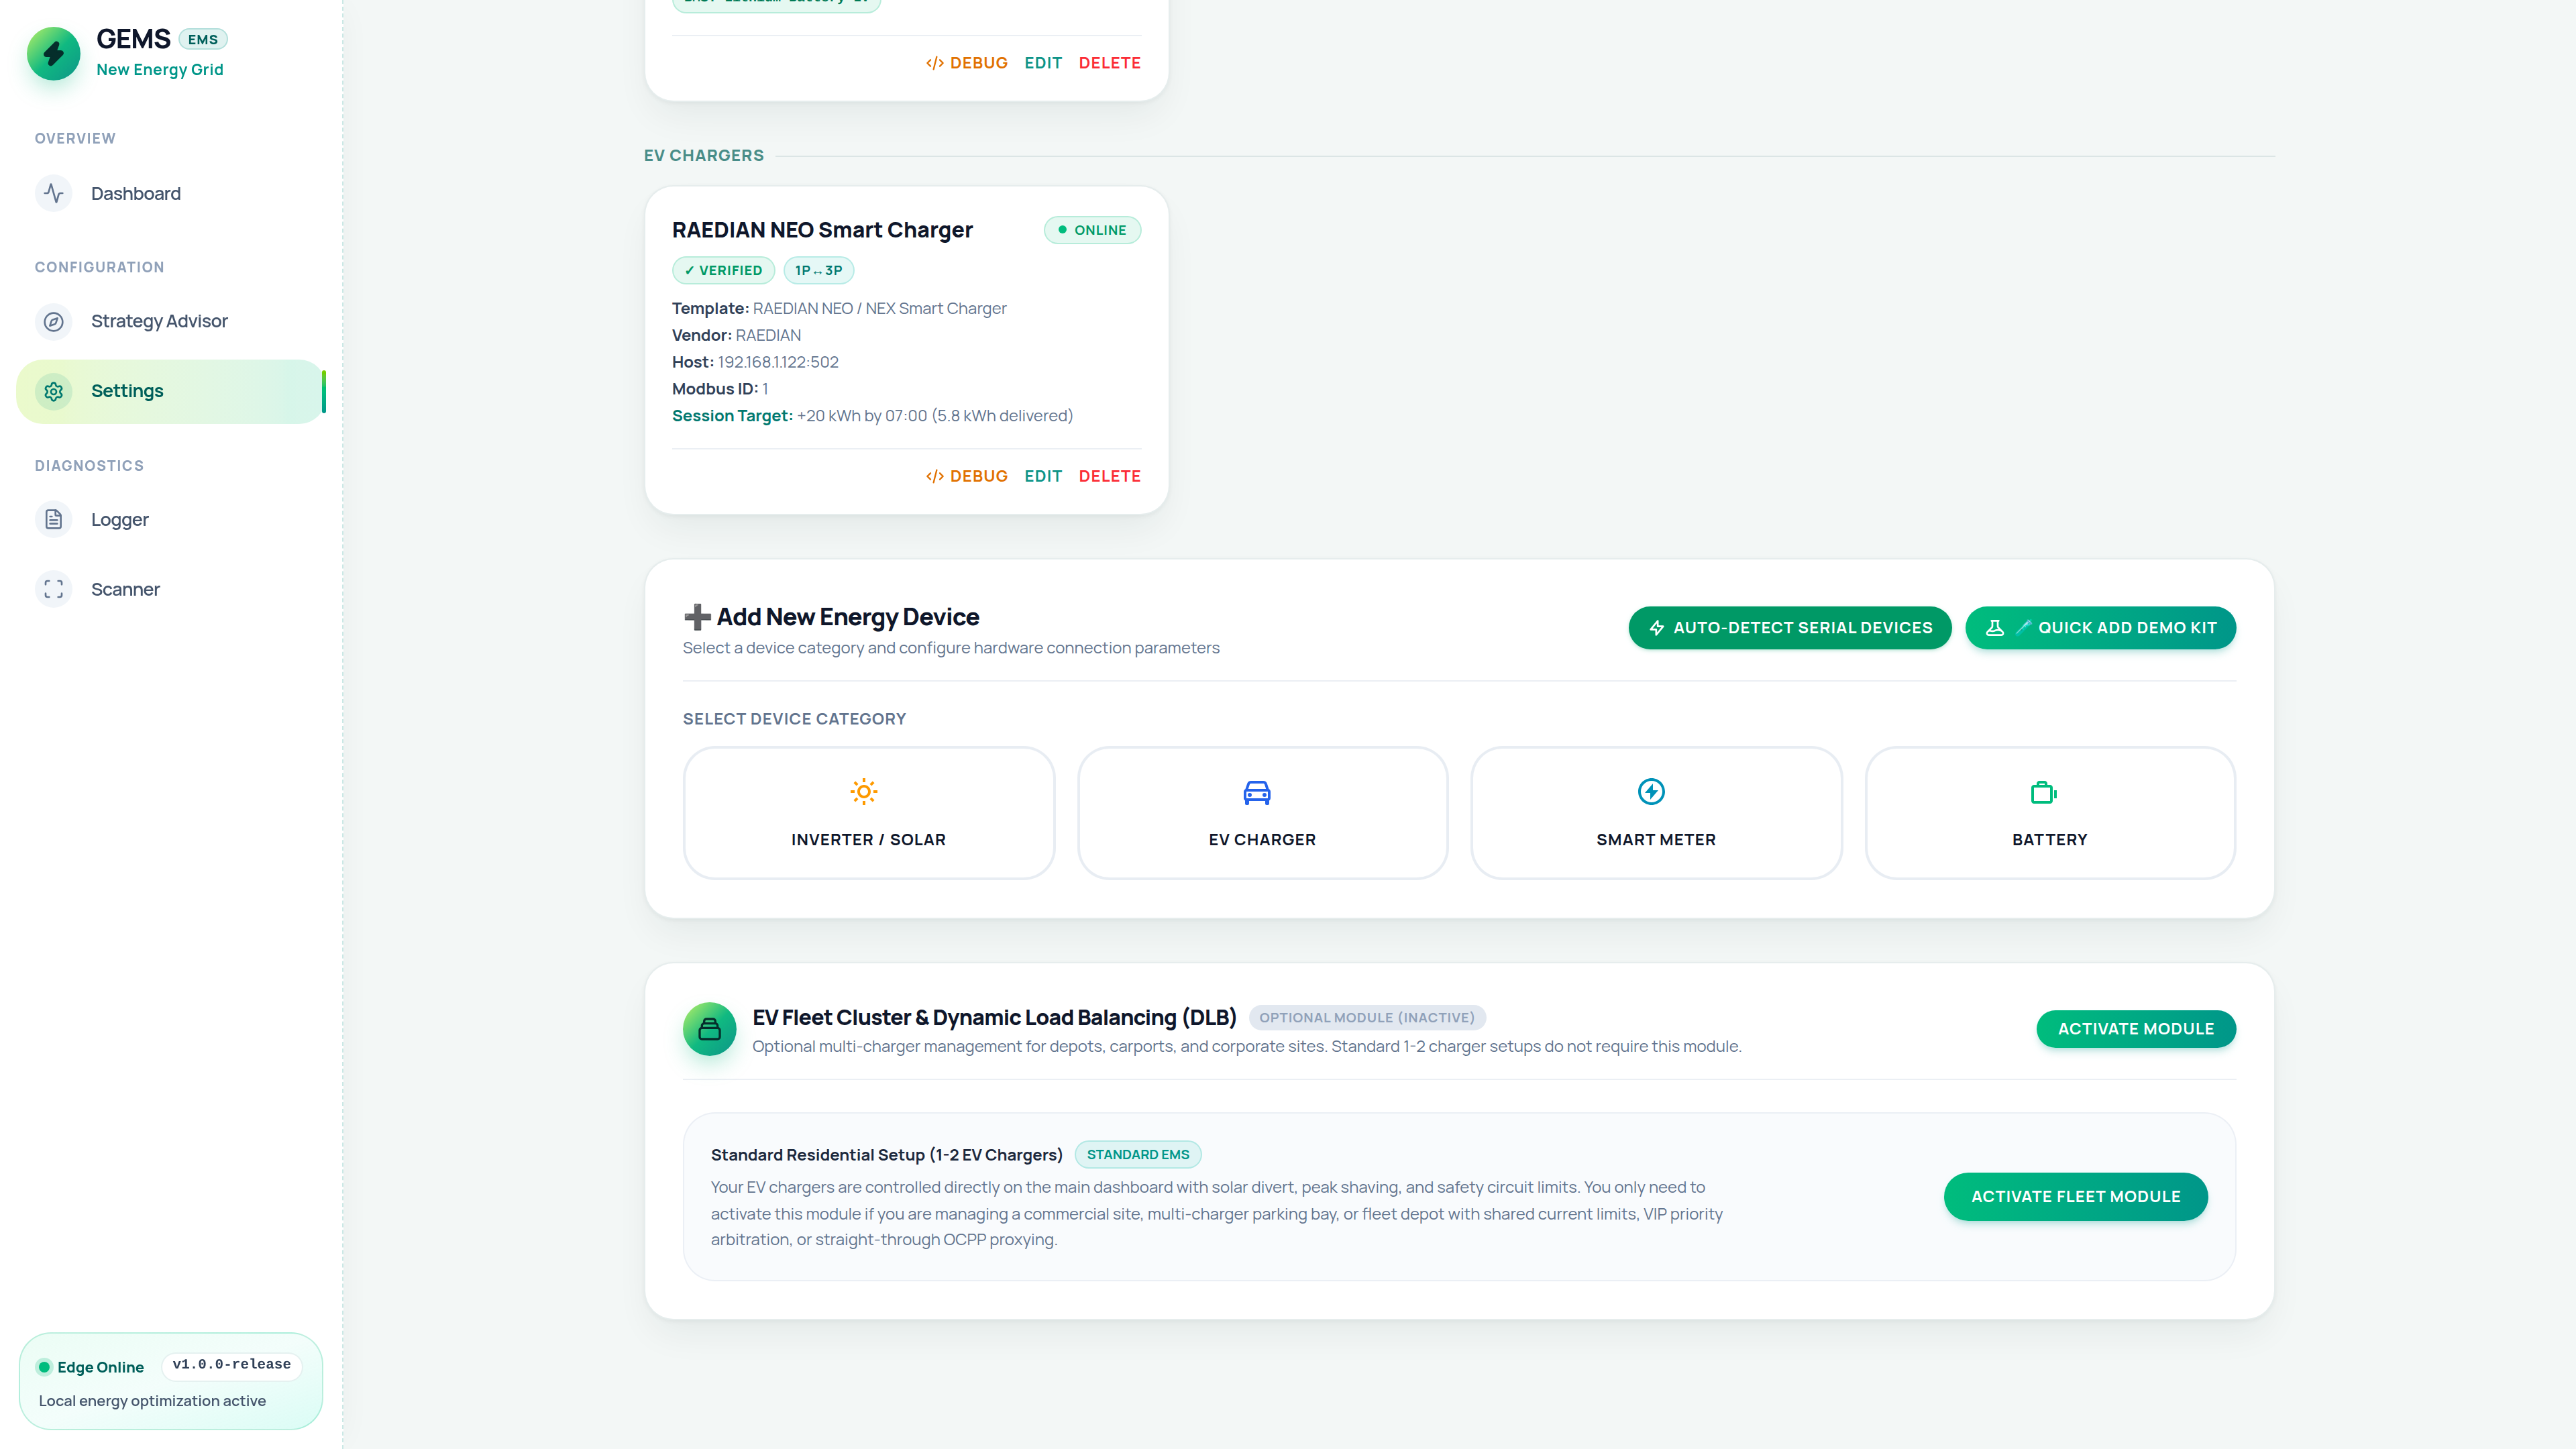 GEMS EMS
New Energy Grid
OVERVIEW
Dashboard
CONFIGURATION
Strategy Advisor
Settings
DIAGNOSTICS
Logger
Scanner
Edge Online v1.0.0-release
Local energy optimization active
DEBUG EDIT DELETE
EV CHARGERS
RAEDIAN NEO Smart Charger ONLINE
✓ VERIFIED 1P↔3P
Template: RAEDIAN NEO / NEX Smart Charger
Vendor: RAEDIAN
Host: 192.168.1.122:502
Modbus ID: 1
Session Target: +20 kWh by 07:00 (5.8 kWh delivered)
DEBUG EDIT DELETE
➕ Add New Energy Device
Select a device category and configure hardware connection parameters
AUTO-DETECT SERIAL DEVICES
🧪 QUICK ADD DEMO KIT
SELECT DEVICE CATEGORY
INVERTER / SOLAR
EV CHARGER
SMART METER
BATTERY
EV Fleet Cluster & Dynamic Load Balancing (DLB) OPTIONAL MODULE (INACTIVE)
Optional multi-charger management for depots, carports, and corporate sites. Standard 1-2 charger setups do not require this module.
ACTIVATE MODULE
Standard Residential Setup (1-2 EV Chargers) STANDARD EMS
Your EV chargers are controlled directly on the main dashboard with solar divert, peak shaving, and safety circuit limits. You only need to
activate this module if you are managing a commercial site, multi-charger parking bay, or fleet depot with shared current limits, VIP priority
arbitration, or straight-through OCPP proxying.
ACTIVATE FLEET MODULE